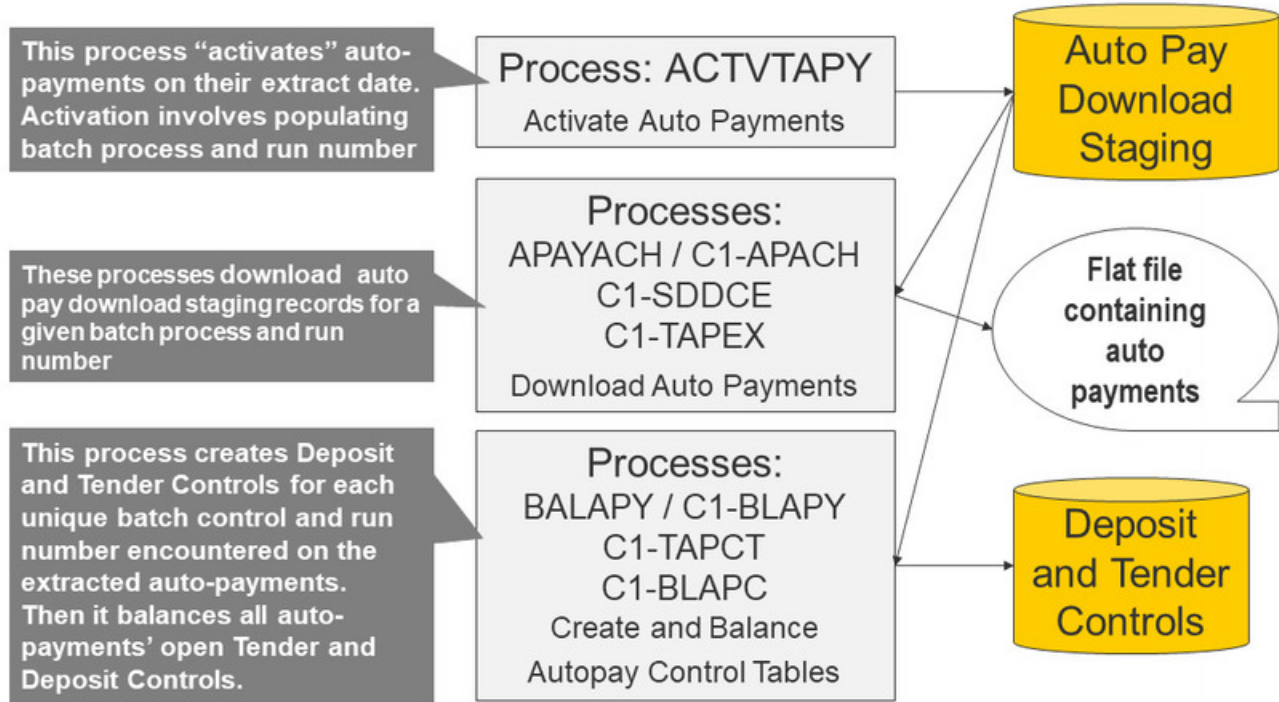 This process “activates” auto-
payments on their extract date.
Activation involves populating
batch process and run number
Process: ACTVTAPY
Activate Auto Payments
Auto Pay
Download
Staging
These processes download auto
pay download staging records for a
given batch process and run
number
Processes:
APAYACH / C1-APACH
C1-SDDCE
C1-TAPEX
Download Auto Payments
Flat file
containing
auto
payments
This process creates Deposit
and Tender Controls for each
unique batch control and run
number encountered on the
extracted auto-payments.
Then it balances all auto-
payments’ open Tender and
Deposit Controls.
Processes:
BALAPY / C1-BLAPY
C1-TAPCT
C1-BLAPC
Create and Balance
Autopay Control Tables
Deposit
and Tender
Controls